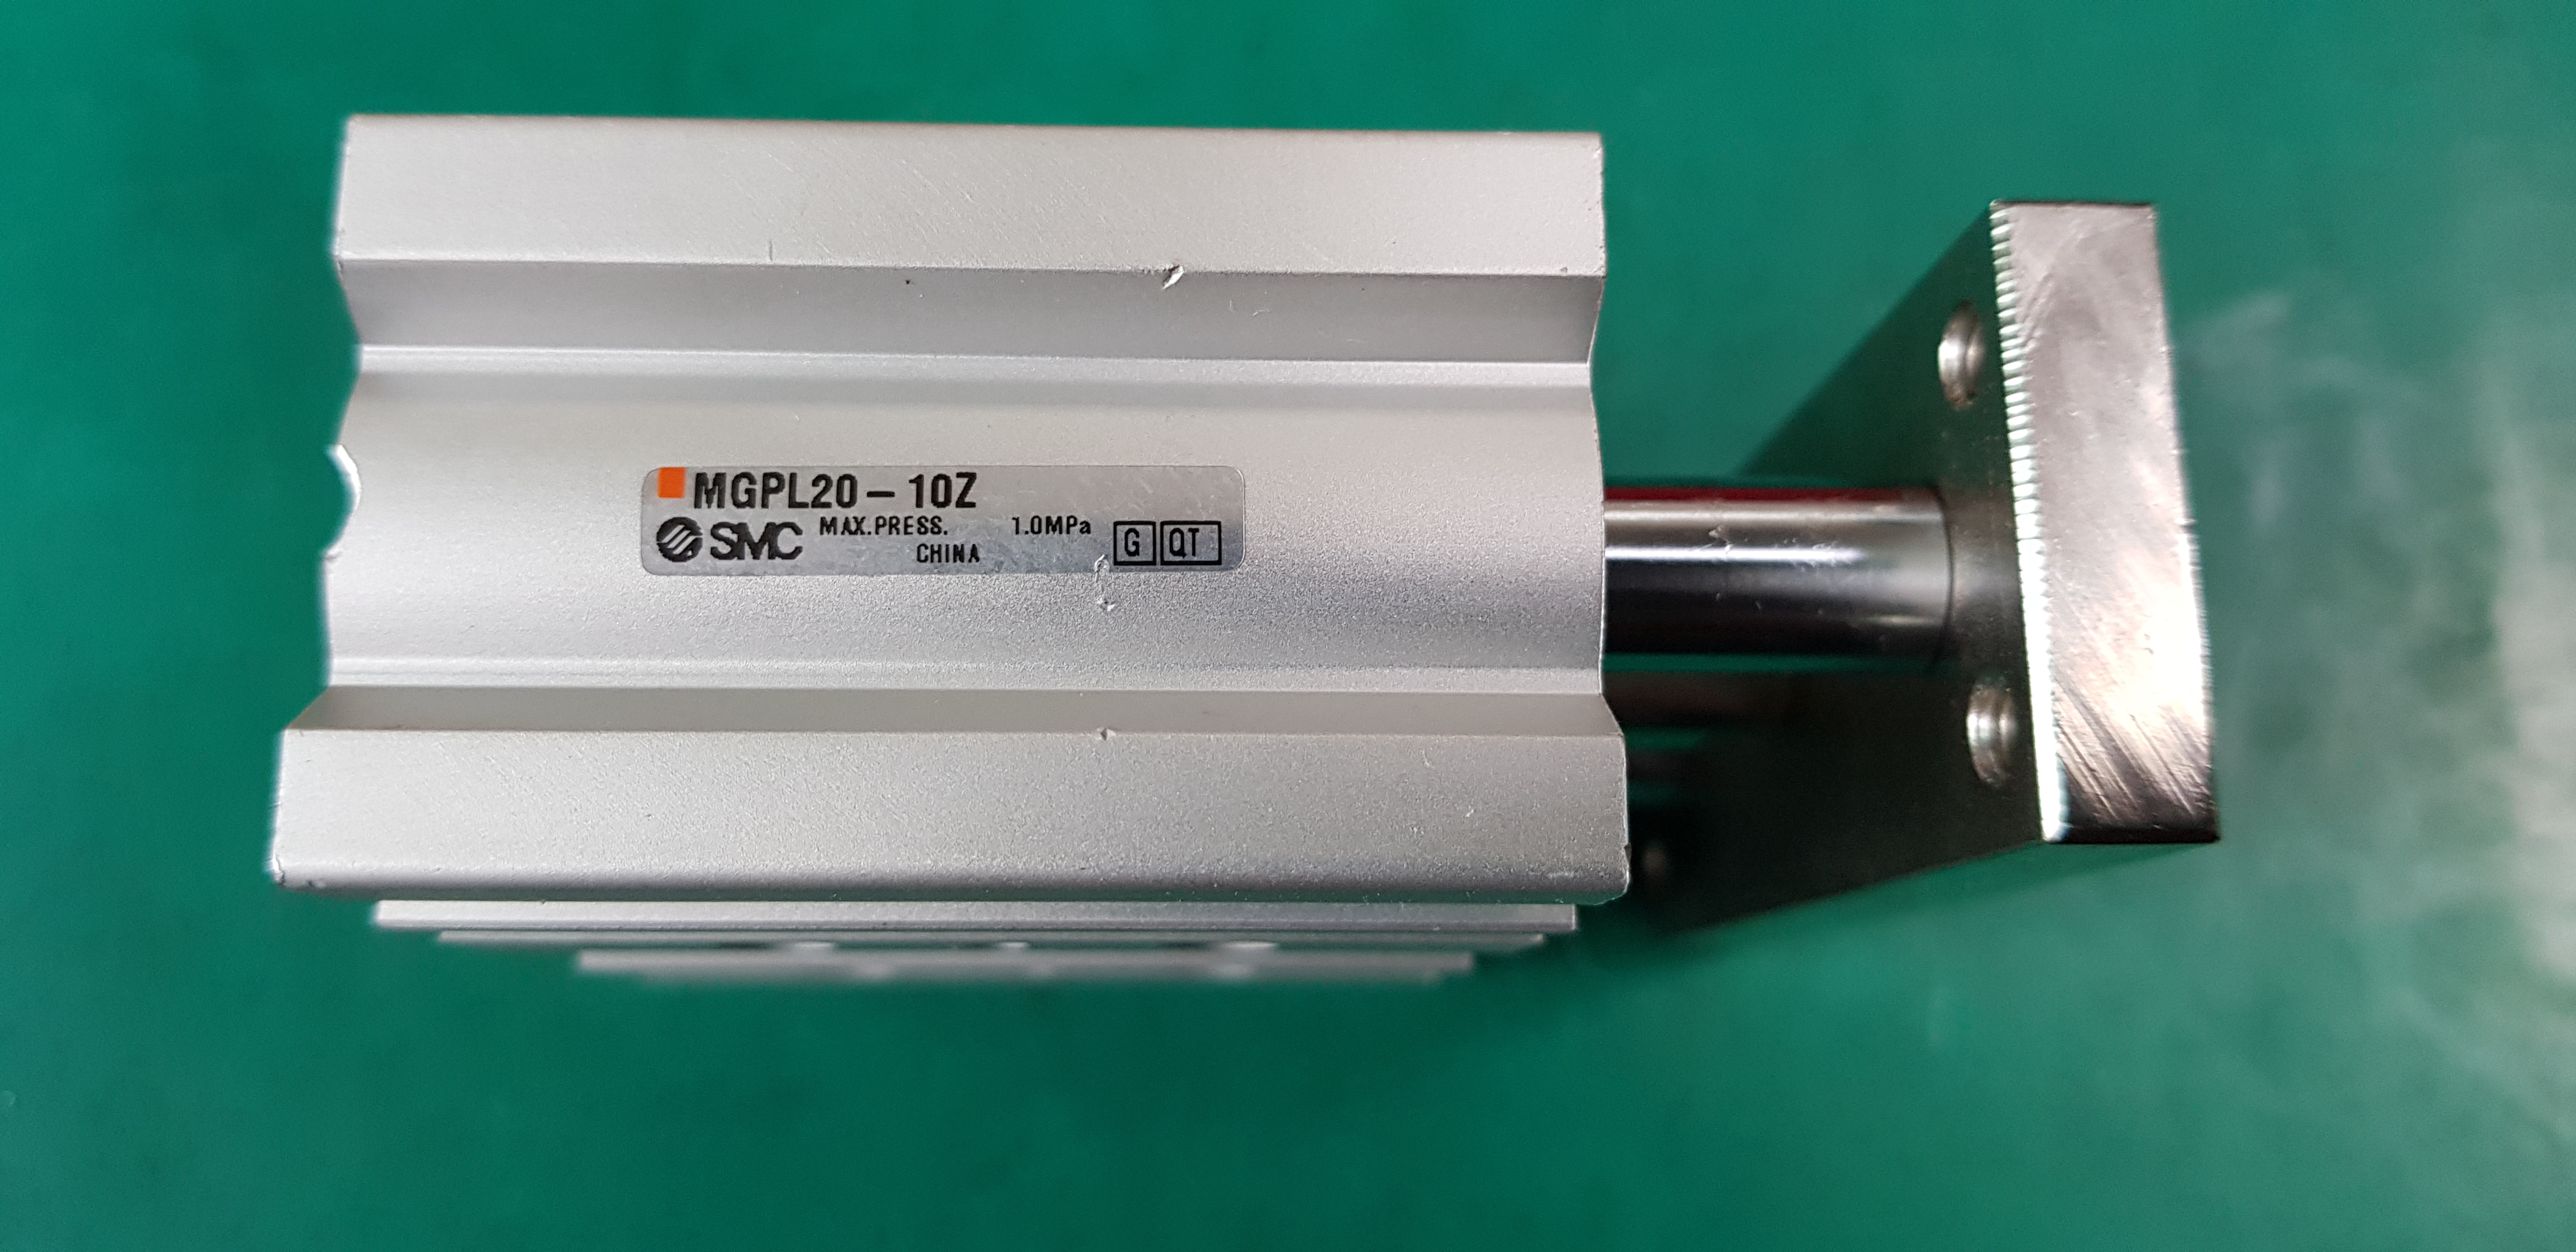 MGPL20-10Z
SMC MAX.PRESS. 1.0MPa
CHINA G QT